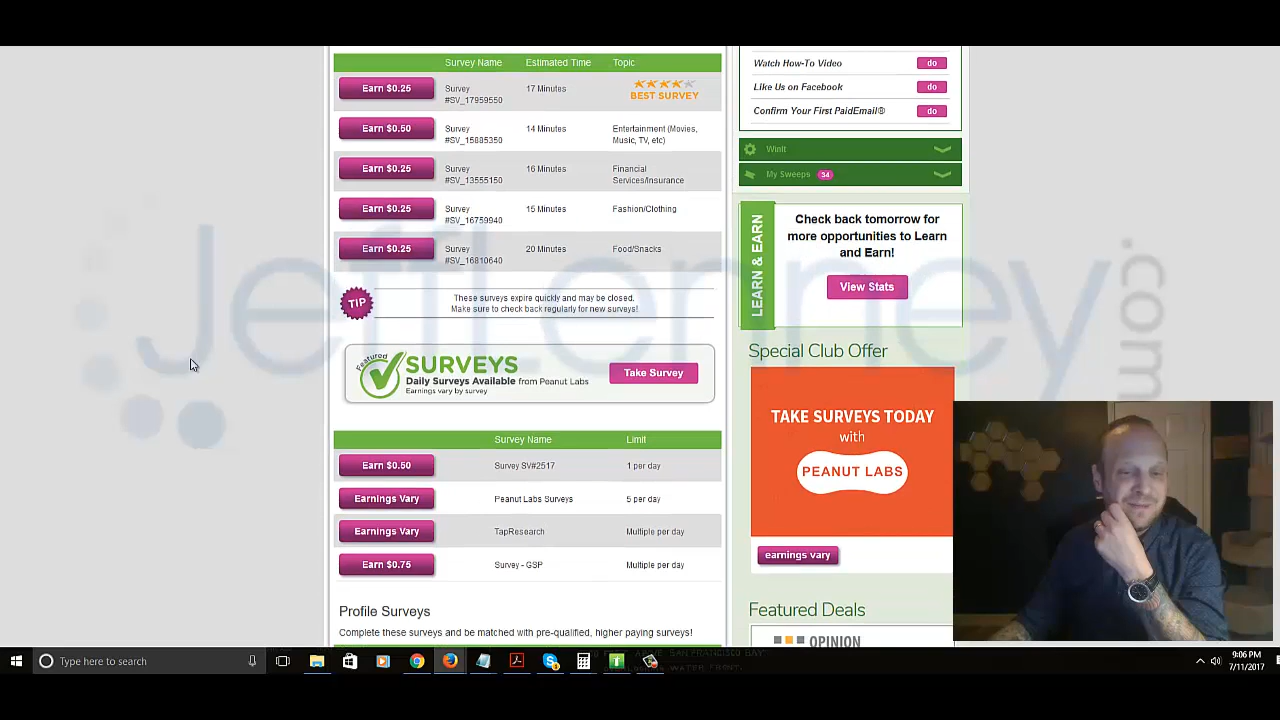 Survey Name Estimated Time Topic
Earn $0.25 Survey #SV_17959550 17 Minutes BEST SURVEY
Earn $0.50 Survey #SV_15885350 14 Minutes Entertainment (Movies, Music, TV, etc)
Earn $0.25 Survey #SV_13555150 16 Minutes Financial Services/Insurance
Earn $0.25 Survey #SV_16759940 15 Minutes Fashion/Clothing
Earn $0.25 Survey #SV_16810640 20 Minutes Food/Snacks
TIP
These surveys expire quickly and may be closed.
Make sure to check back regularly for new surveys!
Featured
SURVEYS
Daily Surveys Available from Peanut Labs
Earnings vary by survey
Take Survey
Survey Name Limit
Earn $0.50 Survey SV#2517 1 per day
Earnings Vary Peanut Labs Surveys 5 per day
Earnings Vary TapResearch Multiple per day
Earn $0.75 Survey - GSP Multiple per day
Profile Surveys
Complete these surveys and be matched with pre-qualified, higher paying surveys!
Watch How-To Video do
Like Us on Facebook do
Confirm Your First PaidEmail® do
WinIt
My Sweeps 34
LEARN & EARN
Check back tomorrow for
more opportunities to Learn
and Earn!
View Stats
Special Club Offer
TAKE SURVEYS TODAY
with
PEANUT LABS
earnings vary
Featured Deals
OPINION
JeffLenney.com
Type here to search
9:06 PM
7/11/2017